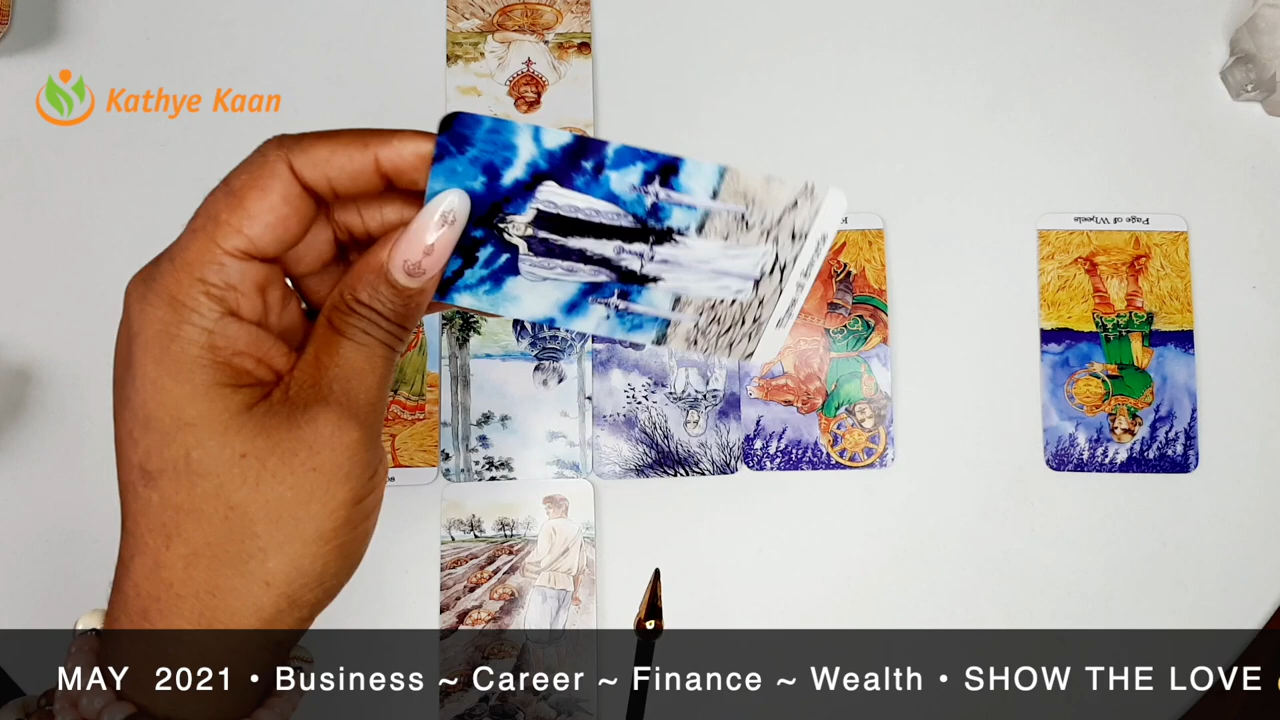 Kathye Kaan
Page of Wheels
MAY 2021 • Business ~ Career ~ Finance ~ Wealth • SHOW THE LOVE